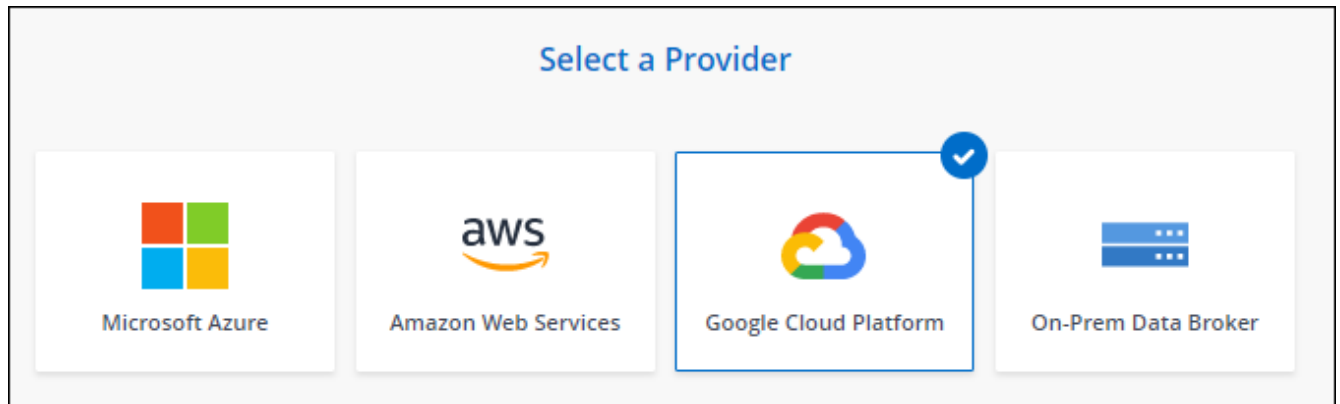 Select a Provider
aws
Microsoft Azure
Amazon Web Services
Google Cloud Platform
On-Prem Data Broker